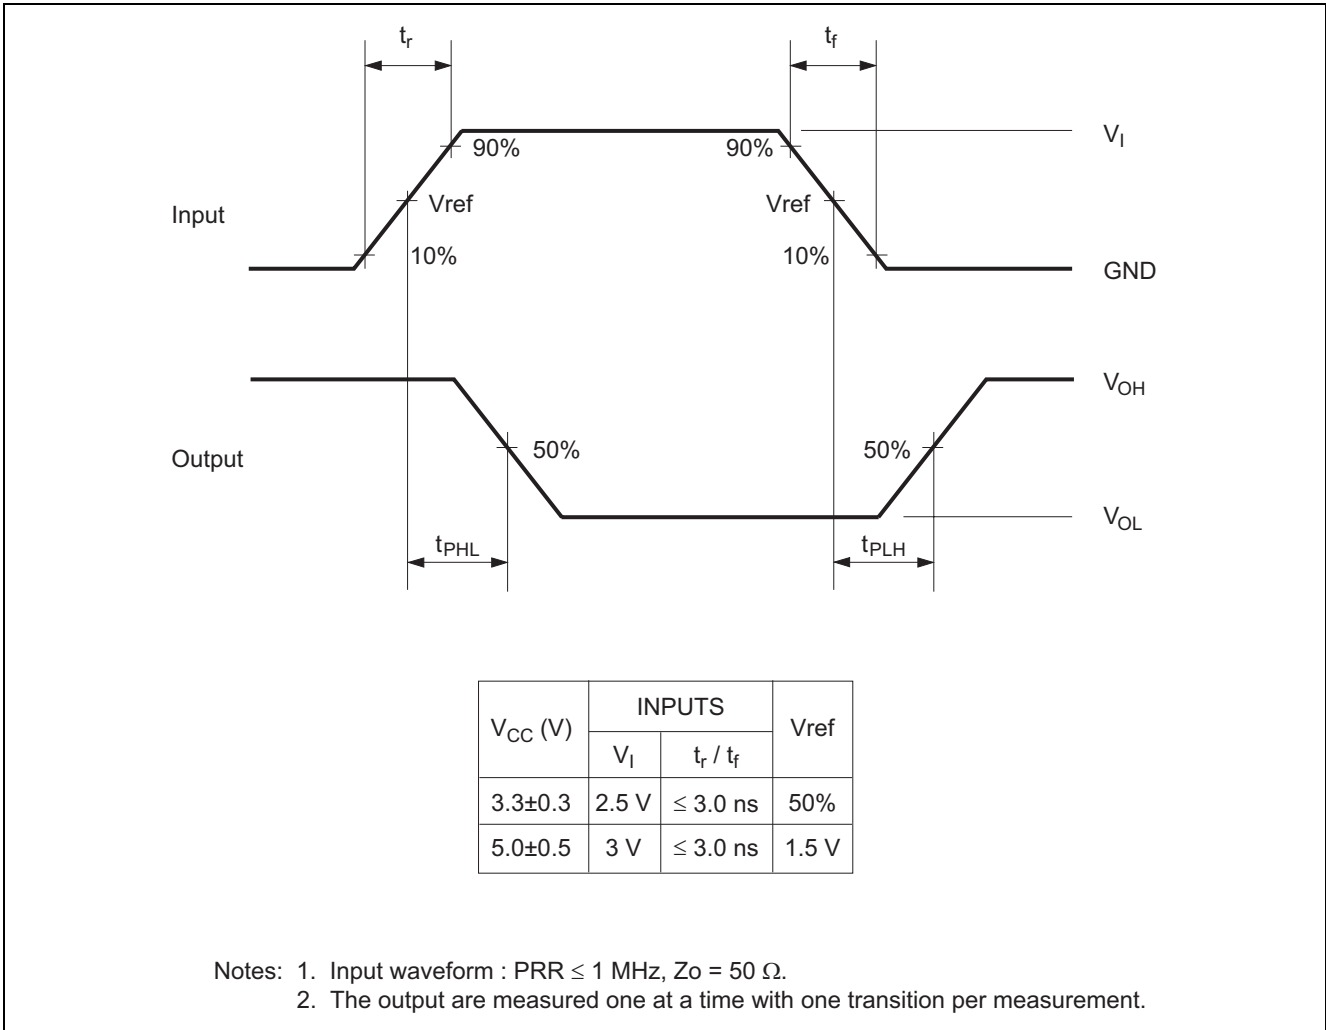 tr
tf
VI
90%
90%
Vref
Vref
Input
10%
10%
GND
VOH
50%
50%
Output
VOL
tPHL
tPLH
VCC (V)
INPUTS
Vref
VI
tr / tf
3.3±0.3 2.5 V ≤ 3.0 ns 50%
5.0±0.5 3 V ≤ 3.0 ns 1.5 V
Notes: 1. Input waveform : PRR ≤ 1 MHz, Zo = 50 Ω.
2. The output are measured one at a time with one transition per measurement.